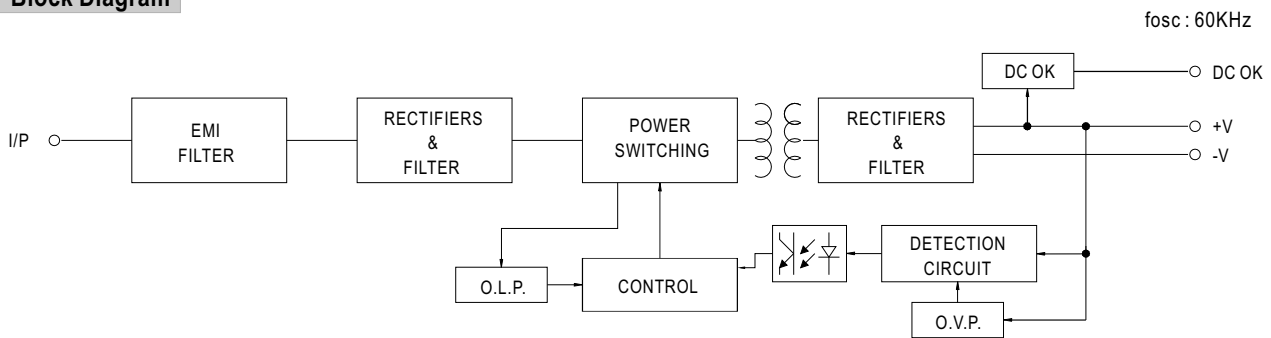 Block Diagram
fosc : 60KHz
DC OK
DC OK
I/P
EMI
FILTER
RECTIFIERS
&
FILTER
POWER
SWITCHING
RECTIFIERS
&
FILTER
+V
-V
O.L.P.
CONTROL
DETECTION
CIRCUIT
O.V.P.